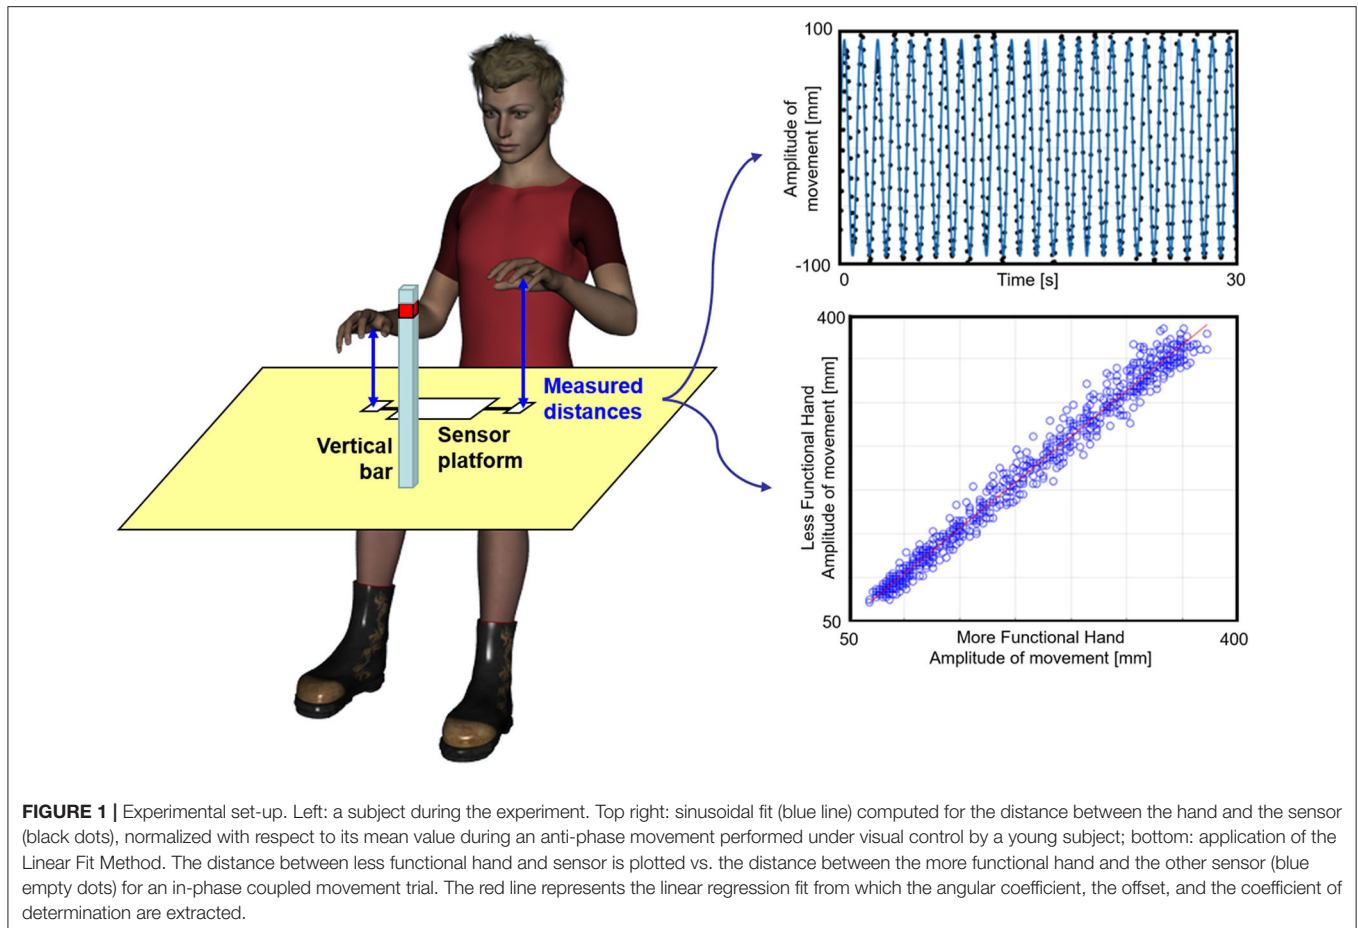 100
Amplitude of
movement [mm]
-100
0
Time [s]
30
Measured
distances
Vertical
bar
Sensor
platform
400
Less Functional Hand
Amplitude of movement [mm]
50
50
More Functional Hand
400
Amplitude of movement [mm]
FIGURE 1 | Experimental set-up. Left: a subject during the experiment. Top right: sinusoidal fit (blue line) computed for the distance between the hand and the sensor
(black dots), normalized with respect to its mean value during an anti-phase movement performed under visual control by a young subject; bottom: application of the
Linear Fit Method. The distance between less functional hand and sensor is plotted vs. the distance between the more functional hand and the other sensor (blue
empty dots) for an in-phase coupled movement trial. The red line represents the linear regression fit from which the angular coefficient, the offset, and the coefficient of
determination are extracted.